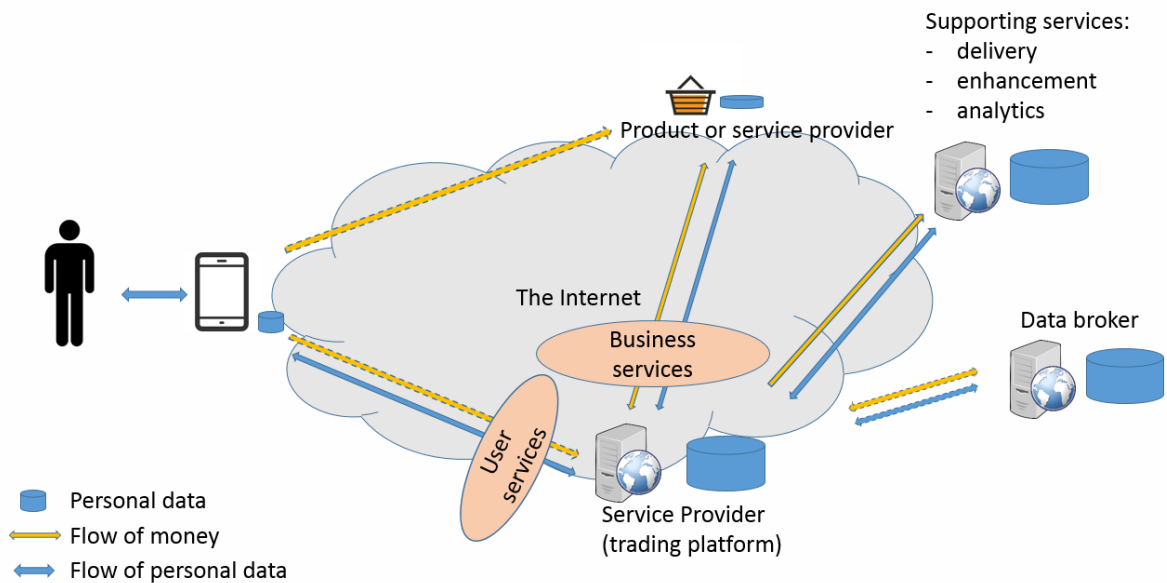 Supporting services:
- delivery
- enhancement
- analytics
Product or service provider
The Internet
Business
services
Data broker
User
services
Service Provider
(trading platform)
Personal data
Flow of money
Flow of personal data